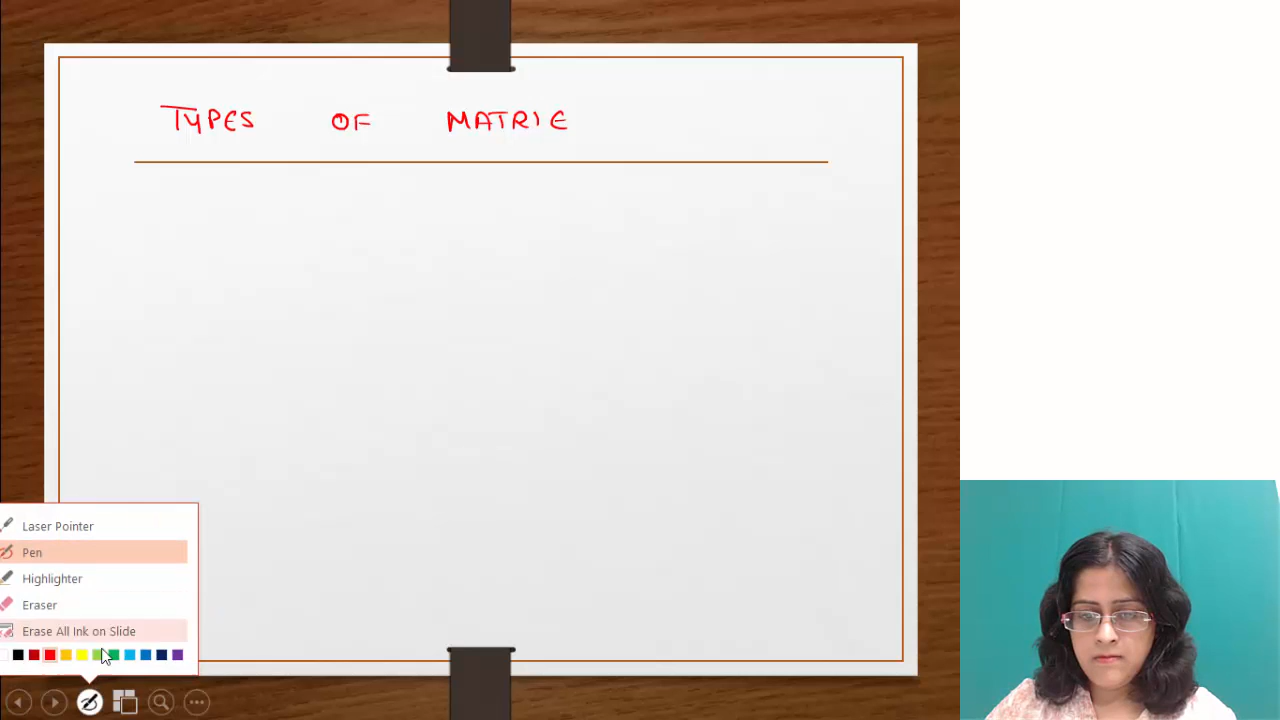 TYPES OF MATRIE
Laser Pointer
Pen
Highlighter
Eraser
Erase All Ink on Slide